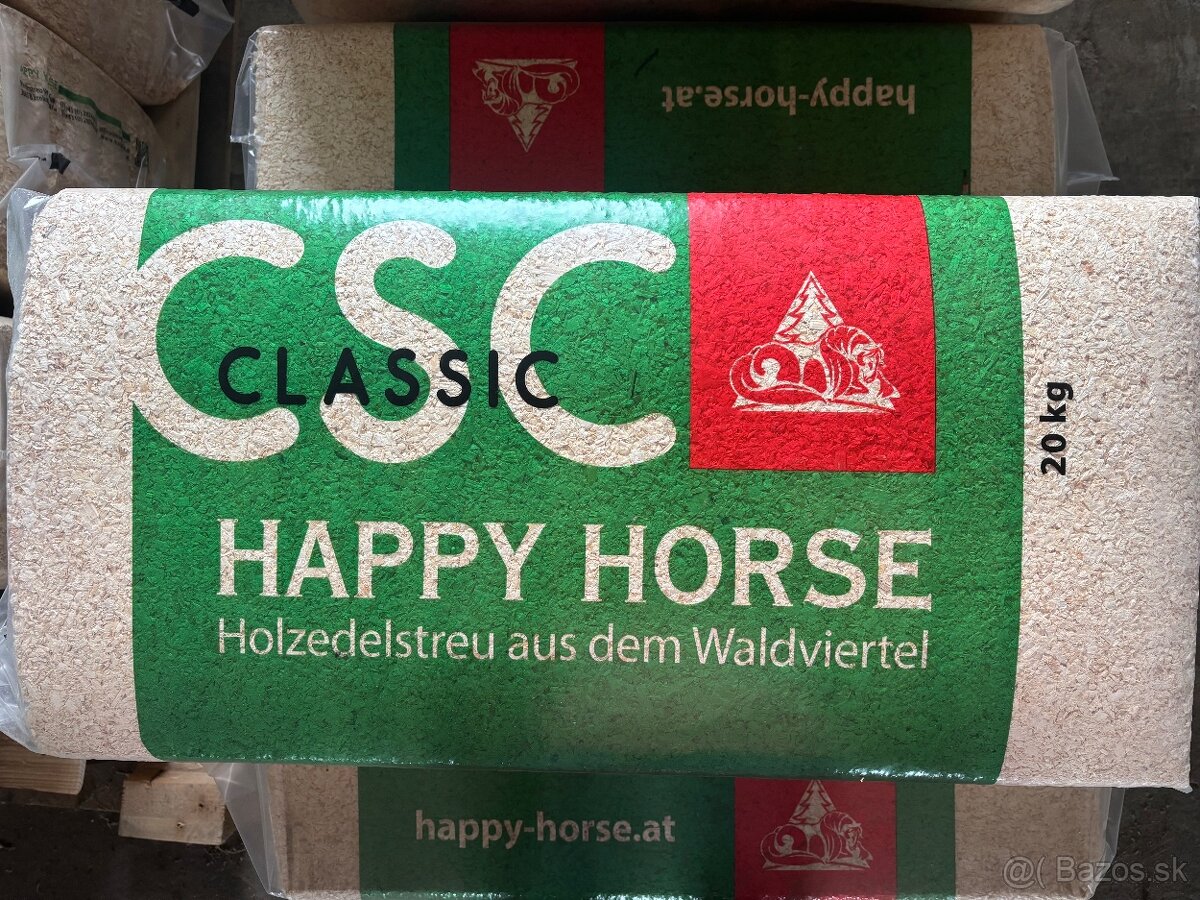 happy-horse.at
CSC
CLASSIC
20 kg
HAPPY HORSE
Holzedelstreu aus dem Waldviertel
happy-horse.at
@( Bazos.sk